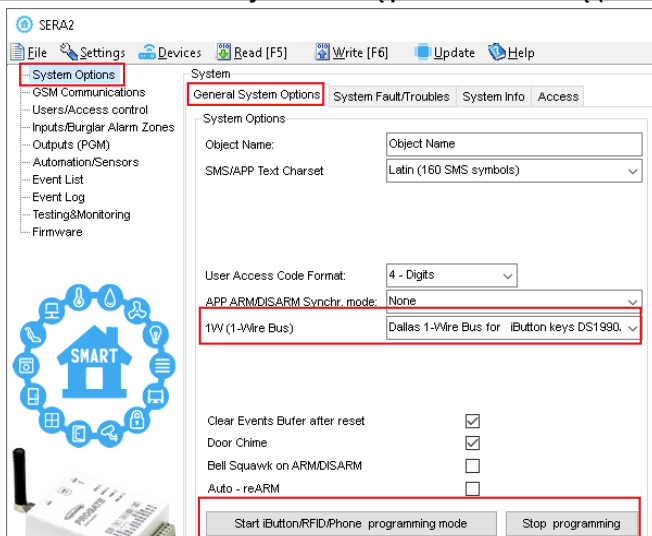 SERA2
File Settings Devices Read [F5] Write [F6] Update Help
System Options
GSM Communications
Users/Access control
Inputs/Burglar Alarm Zones
Outputs (PGM)
Automation/Sensors
Event List
Event Log
Testing&Monitoring
Firmware
SMART
PROGATE
System
General System Options System Fault/Troubles System Info Access
System Options
Object Name: Object Name
SMS/APP Text Charset Latin (160 SMS symbols)
User Access Code Format: 4 - Digits
APP ARM/DISARM Synchr. mode: None
1W (1-Wire Bus) Dallas 1-Wire Bus for iButton keys DS1990,
Clear Events Bufer after reset
Door Chime
Bell Squawk on ARM/DISARM
Auto - reARM
Start iButton/RFID/Phone programming mode Stop programming